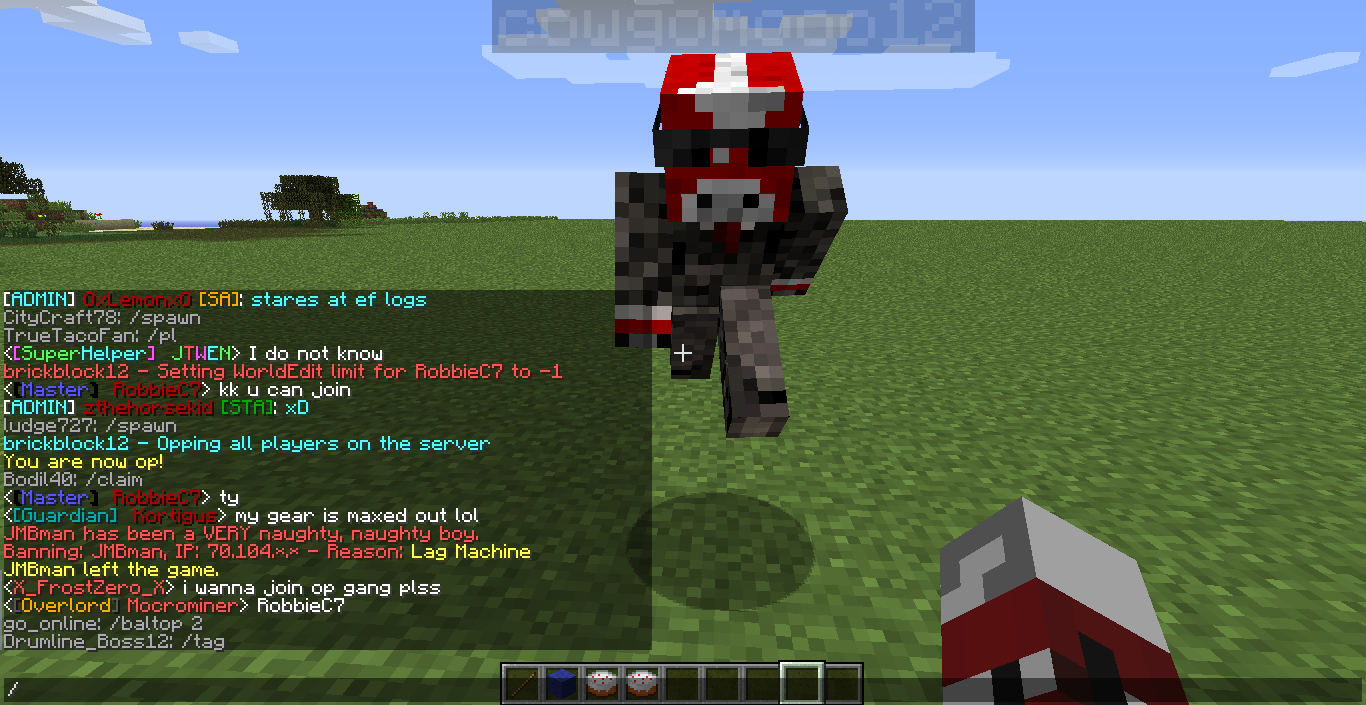 cowgomooo12
[ADMIN] 0xLemonx0 [SA]: stares at ef logs
CityCraft78: /spawn
TrueTacoFan: /pl
<[SuperHelper] JTWEN> I do not know
brickblock12 - Setting WorldEdit limit for RobbieC7 to -1
<[Master] RobbieC7> kk u can join
[ADMIN] zthehorsekid [STA]: xD
ludge727: /spawn
brickblock12 - Opping all players on the server
You are now op!
Bodil40: /claim
<[Master] RobbieC7> ty
<[Guardian] Kortigus> my gear is maxed out lol
JMBman has been a VERY naughty, naughty boy.
Banning: JMBman, IP: 70.104.×.× - Reason: Lag Machine
JMBman left the game.
<X_FrostZero_X> i wanna join op gang plss
<[Overlord] Mocrominer> RobbieC7
go_online: /baltop 2
Drumline_Boss12: /tag
/